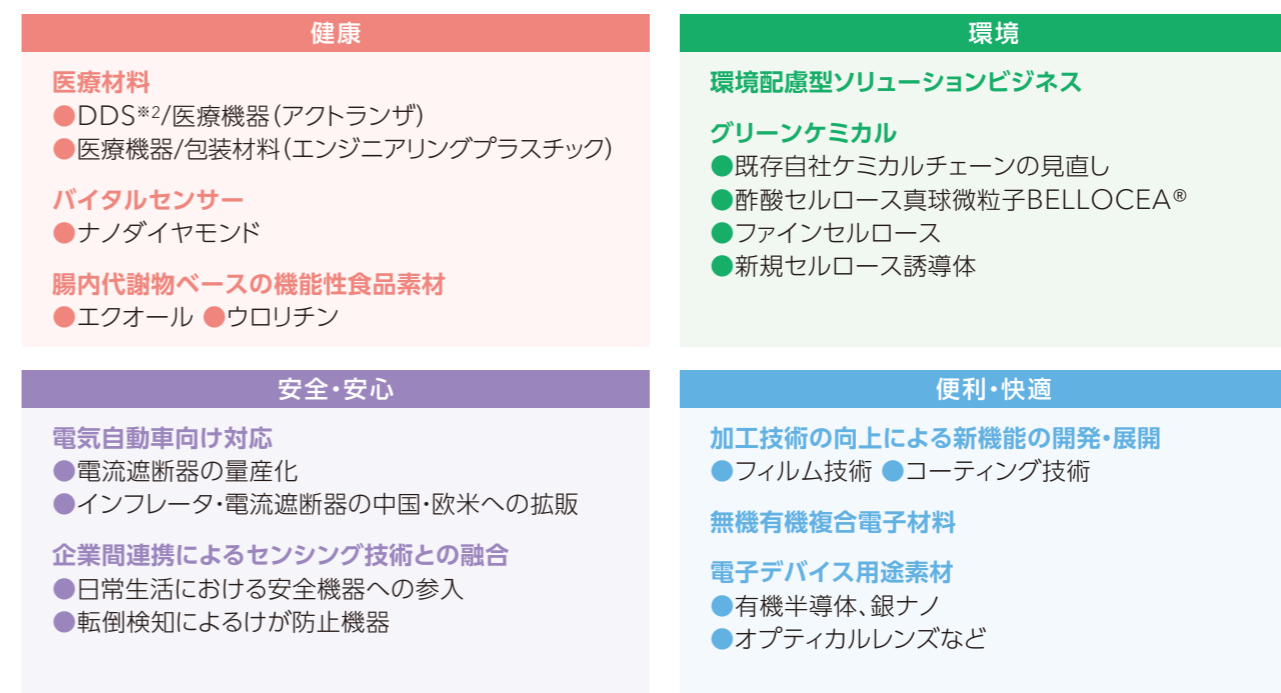 健康
医療材料
●DDS※2/医療機器(アクトランザ)
●医療機器/包装材料(エンジニアリングプラスチック)
バイタルセンサー
●ナノダイヤモンド
腸内代謝物ベースの機能性食品素材
●エクオール ●ウロリチン
環境
環境配慮型ソリューションビジネス
グリーンケミカル
●既存自社ケミカルチェーンの見直し
●酢酸セルロース真球微粒子BELLOCEA®
●ファインセルロース
●新規セルロース誘導体
安全・安心
電気自動車向け対応
●電流遮断器の量産化
●インフレータ・電流遮断器の中国・欧米への拡販
企業間連携によるセンシング技術との融合
●日常生活における安全機器への参入
●転倒検知によるけが防止機器
便利・快適
加工技術の向上による新機能の開発・展開
●フィルム技術 ●コーティング技術
無機有機複合電子材料
電子デバイス用途素材
●有機半導体、銀ナノ
●オプティカルレンズなど